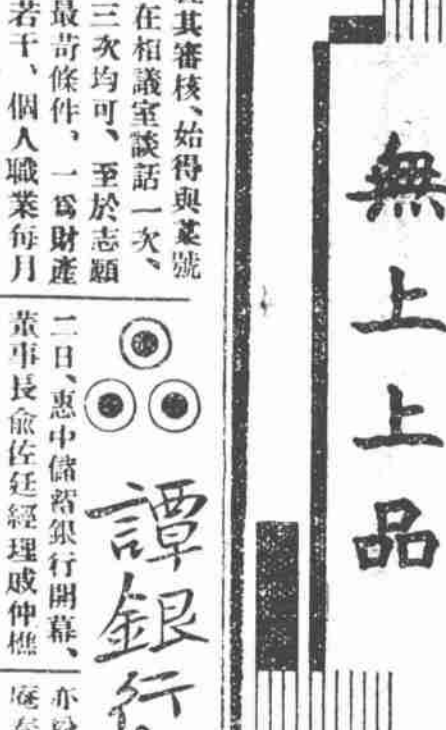 無上上品
其審核、始得與某號
在相議室談話一次、
三次均可、至於志願
最苛條件、一爲財產
若干、個人職業每月
譚銀行
二日、惠中儲蓄銀行開幕、
董事長俞佐廷經理戚仲樵